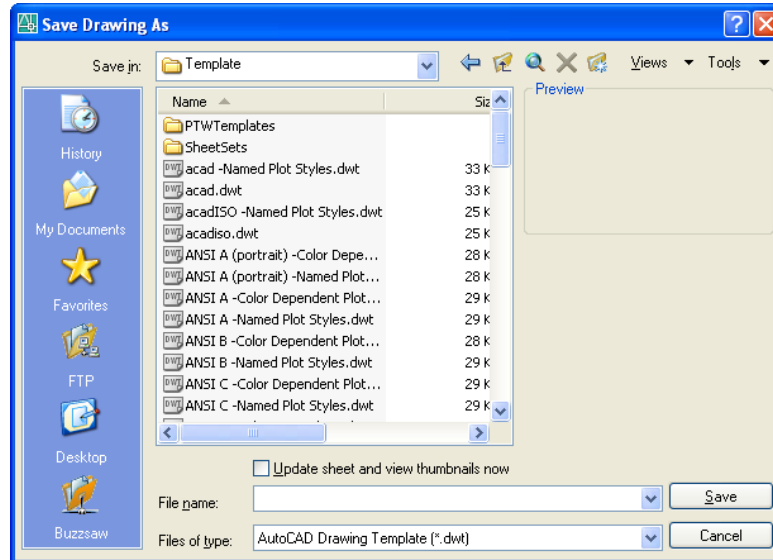 Save Drawing As
Save in: Template Views Tools
Name Siz Preview
PTWTemplates
SheetSets
acad -Named Plot Styles.dwt 33 K
acad.dwt 33 K
acadISO -Named Plot Styles.dwt 25 K
acadiso.dwt 25 K
ANSI A (portrait) -Color Depe... 28 K
ANSI A (portrait) -Named Plot... 28 K
ANSI A -Color Dependent Plot... 29 K
ANSI A -Named Plot Styles.dwt 29 K
ANSI B -Color Dependent Plot... 28 K
ANSI B -Named Plot Styles.dwt 29 K
ANSI C -Color Dependent Plot... 29 K
ANSI C -Named Plot Styles.dwt 29 K
History
My Documents
Favorites
FTP
Desktop
Buzzsaw
Update sheet and view thumbnails now
File name: Save
Files of type: AutoCAD Drawing Template (*.dwt) Cancel